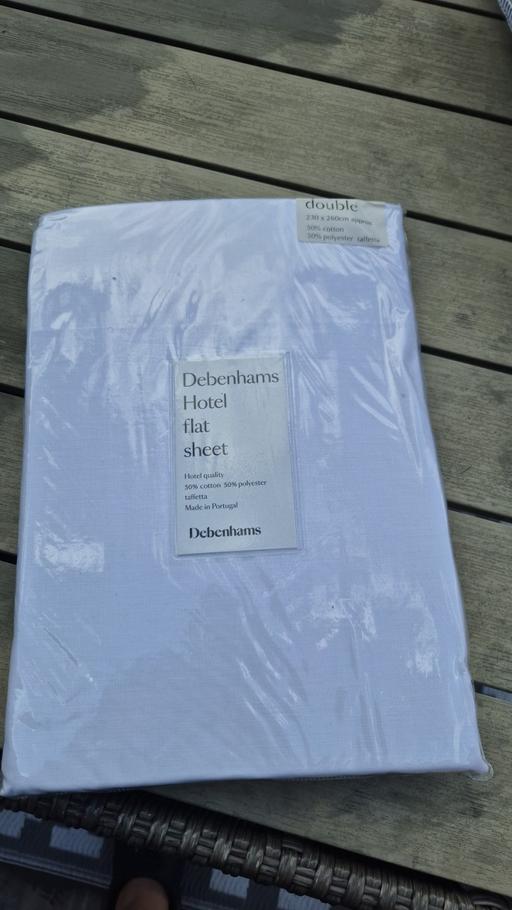 double
230 x 260cm approx
50% cotton
50% polyester taffetta
Debenhams
Hotel
flat
sheet
Hotel quality
50% cotton 50% polyester
taffetta
Made in Portugal
Debenhams